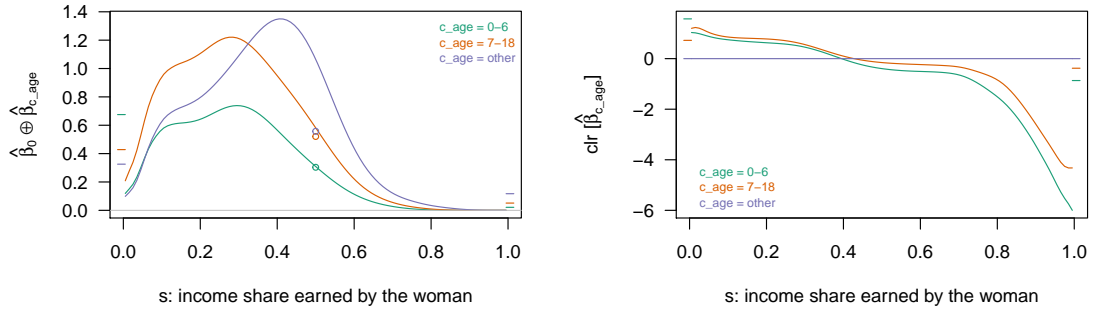 1.4
1.2
1.0
0.8
0.6
0.4
0.2
0.0
β̂₀ ⊕ β̂c_age
c_age = 0−6
c_age = 7−18
c_age = other
0.0 0.2 0.4 0.6 0.8 1.0
s: income share earned by the woman
0
−2
−4
−6
clr [β̂c_age]
c_age = 0−6
c_age = 7−18
c_age = other
0.0 0.2 0.4 0.6 0.8 1.0
s: income share earned by the woman